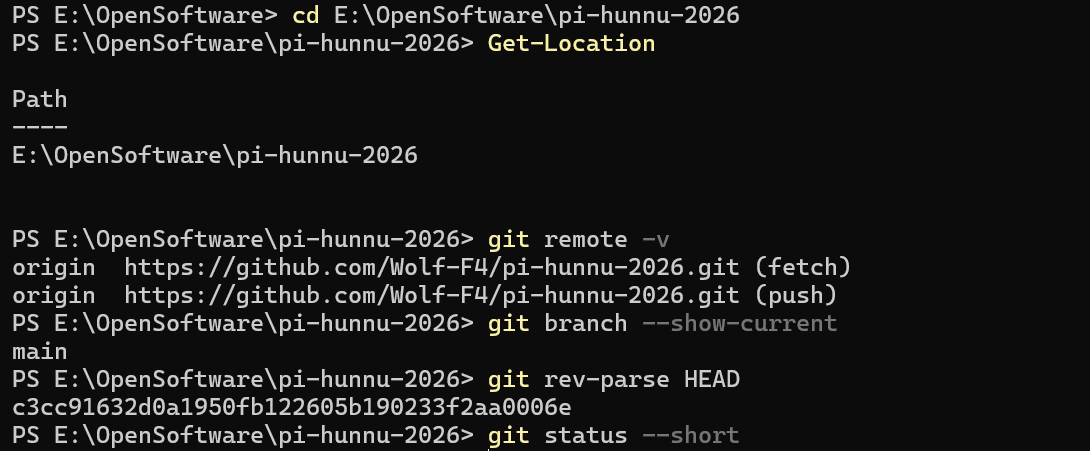 PS E:\OpenSoftware> cd E:\OpenSoftware\pi-hunnu-2026
PS E:\OpenSoftware\pi-hunnu-2026> Get-Location
Path
----
E:\OpenSoftware\pi-hunnu-2026
PS E:\OpenSoftware\pi-hunnu-2026> git remote -v
origin  https://github.com/Wolf-F4/pi-hunnu-2026.git (fetch)
origin  https://github.com/Wolf-F4/pi-hunnu-2026.git (push)
PS E:\OpenSoftware\pi-hunnu-2026> git branch --show-current
main
PS E:\OpenSoftware\pi-hunnu-2026> git rev-parse HEAD
c3cc91632d0a1950fb122605b190233f2aa0006e
PS E:\OpenSoftware\pi-hunnu-2026> git status --short